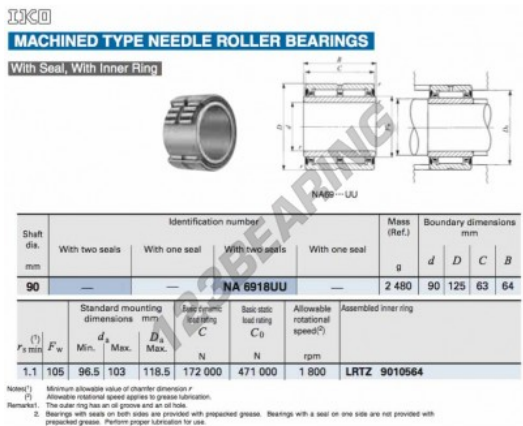 IKO
MACHINED TYPE NEEDLE ROLLER BEARINGS
With Seal, With Inner Ring
B
C
r
r
D
d
Fw
Da
da
NA69…UU
123BEARING
Shaft dia. mm
Identification number
Mass (Ref.) g
Boundary dimensions mm
With two seals With one seal With two seals With one seal
d D C B
90 — — NA 6918UU — 2 480 90 125 63 64
Standard mounting dimensions mm
Basic dynamic load rating C N
Basic static load rating C0 N
Allowable rotational speed(2) rpm
Assembled inner ring
rs min(1) Fw da Min. Max. Da Max.
1.1 105 96.5 103 118.5 172 000 471 000 1 800 LRTZ 9010564
Notes(1) Minimum allowable value of chamfer dimension r
(2) Allowable rotational speed applies to grease lubrication.
Remarks1. The outer ring has an oil groove and an oil hole.
2. Bearings with seals on both sides are provided with prepacked grease. Bearings with a seal on one side are not provided with
prepacked grease. Perform proper lubrication for use.